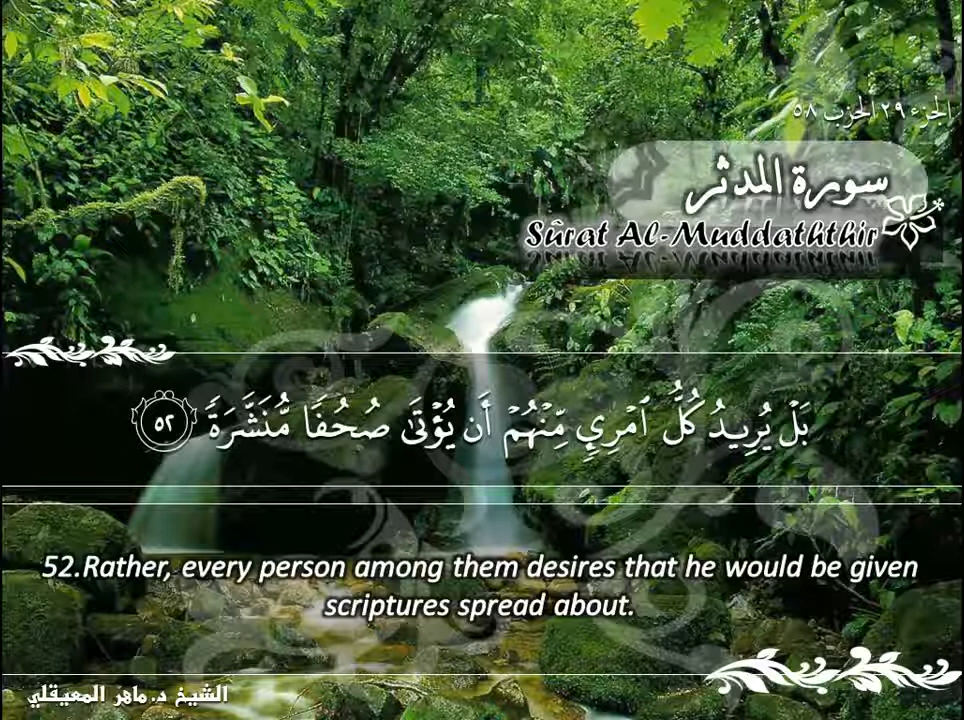 الجزء ٢٩ الحزب ٥٨
سورة المدثر
Sûrat Al-Muddaththir
بَلْ يُرِيدُ كُلُّ ٱمْرِئٍ مِّنْهُمْ أَن يُؤْتَىٰ صُحُفًا مُّنَشَّرَةً ٥٢
52.Rather, every person among them desires that he would be given
scriptures spread about.
الشيخ د. ماهر المعيقلي